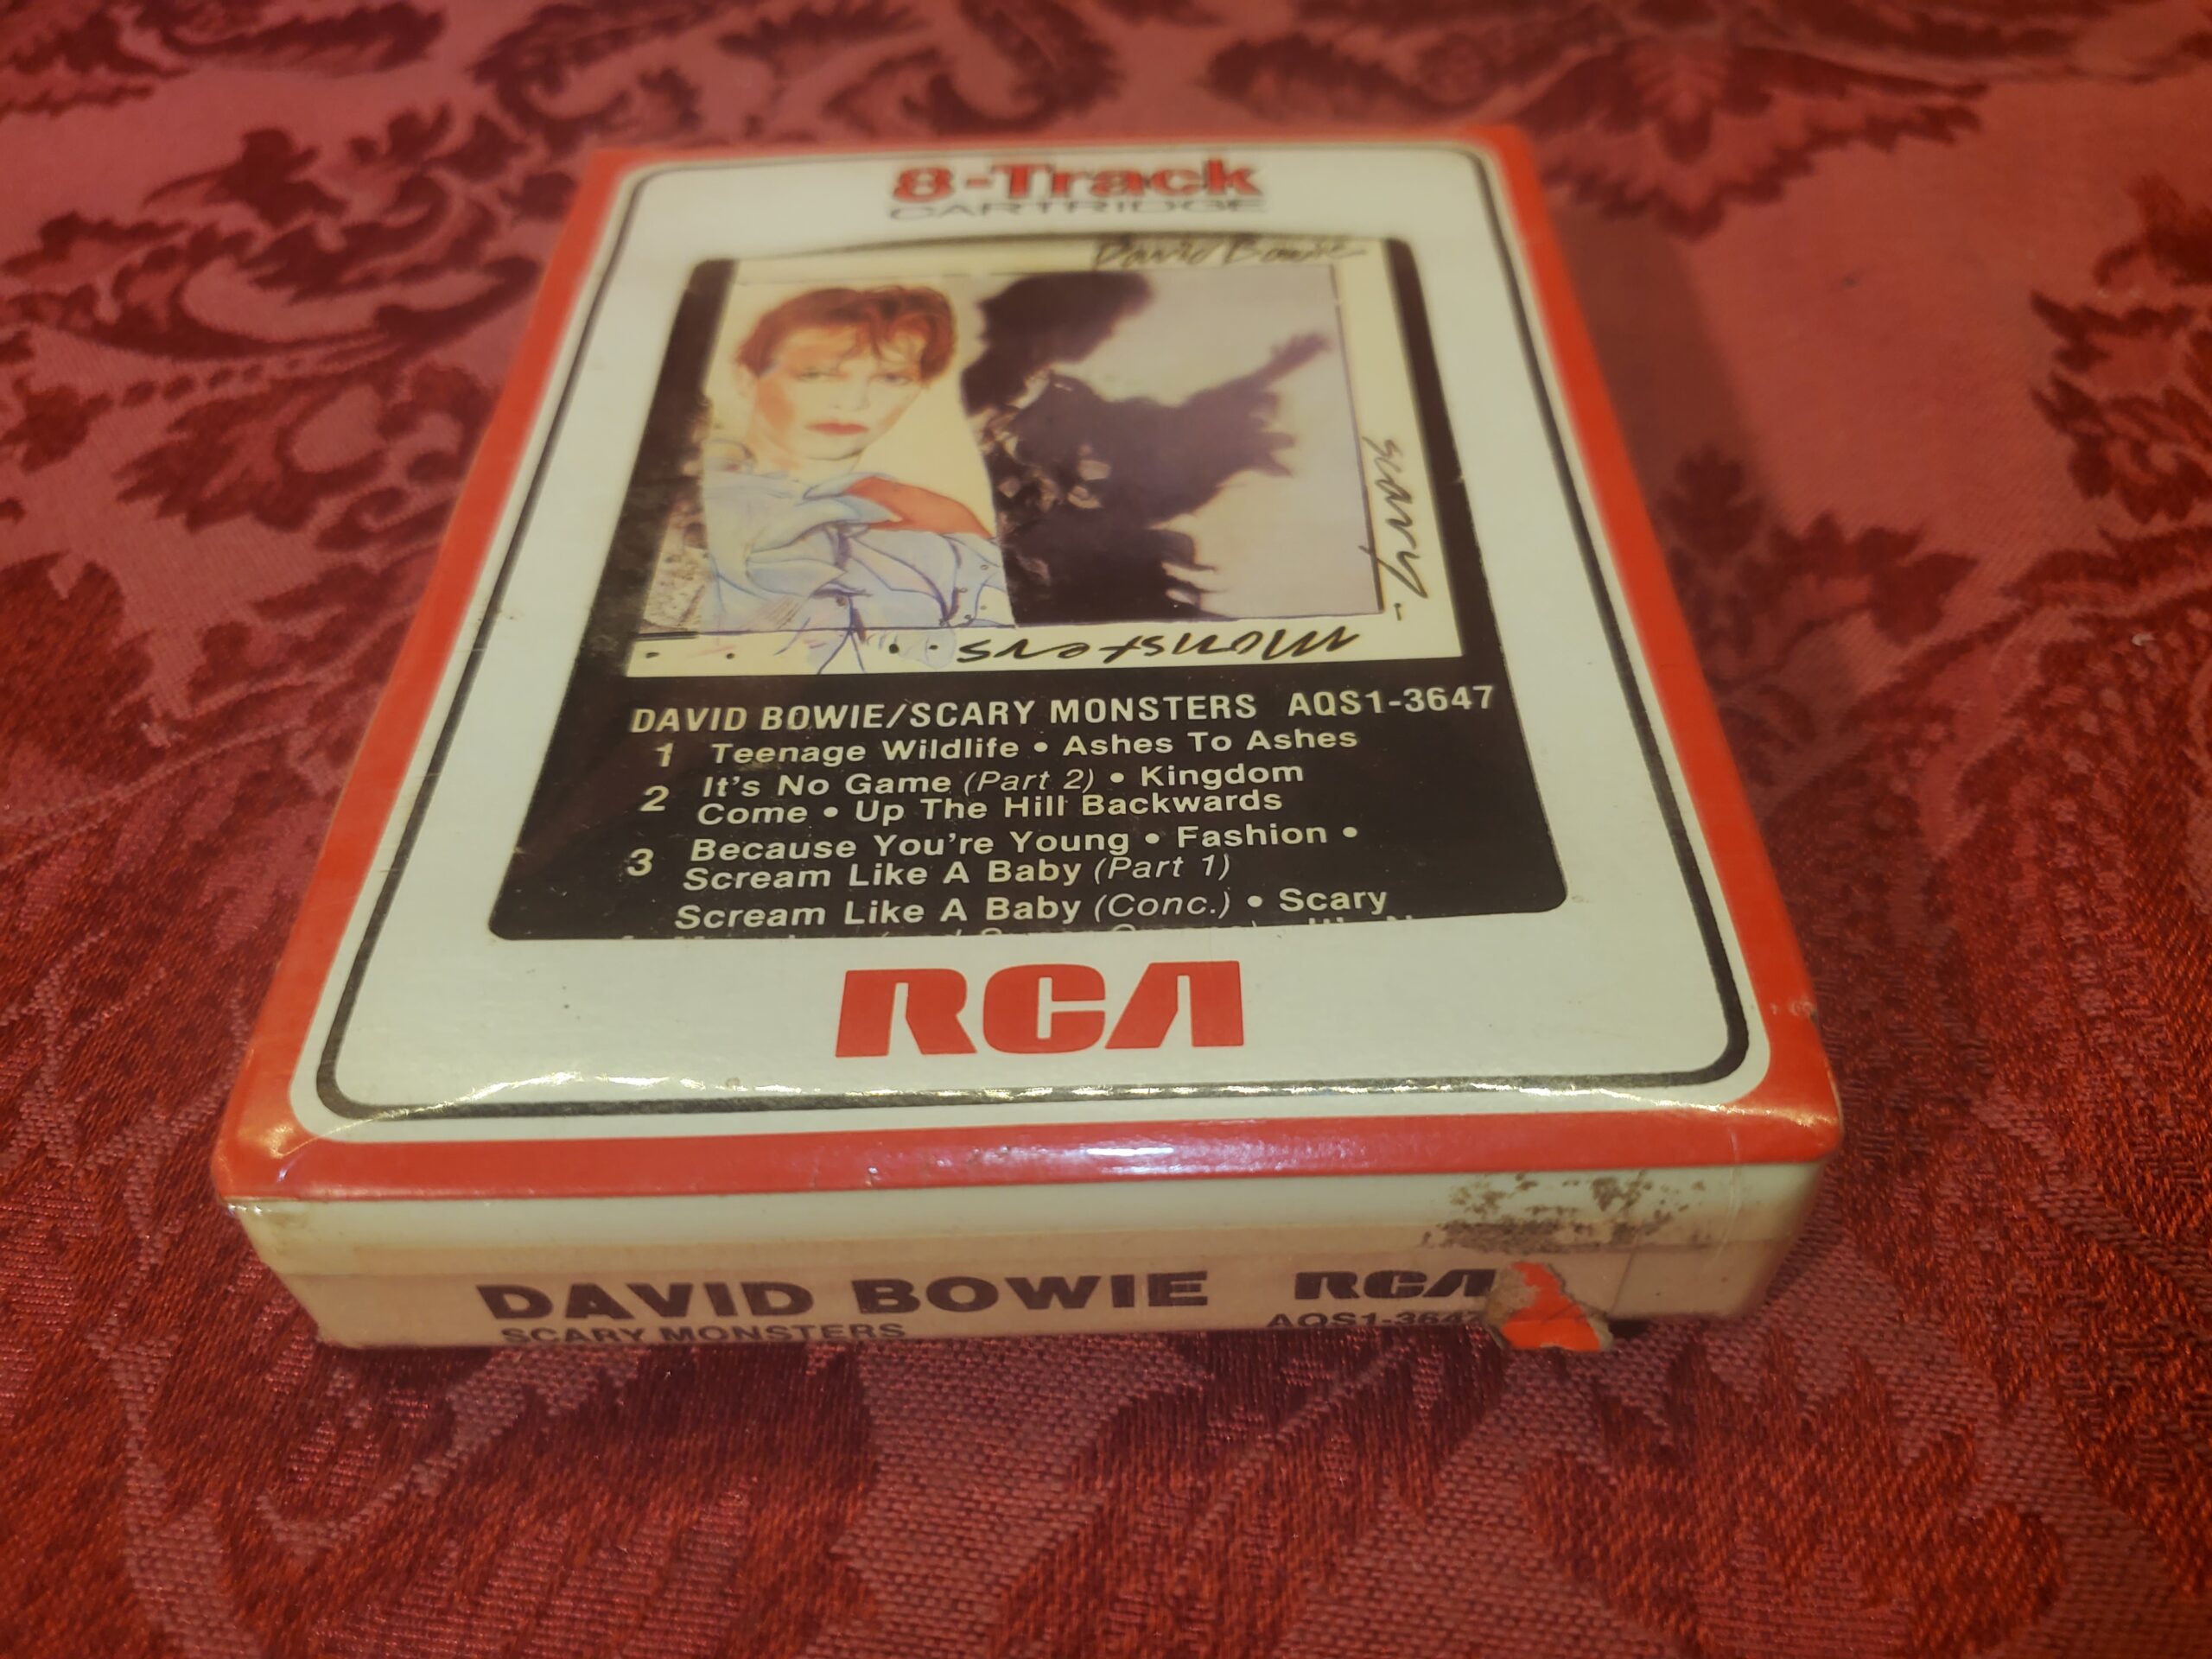 8-Track
CARTRIDGE
David Bowie
scary
monsters
DAVID BOWIE/SCARY MONSTERS AQS1-3647
1 Teenage Wildlife • Ashes To Ashes
2 It's No Game (Part 2) • Kingdom
Come • Up The Hill Backwards
3 Because You're Young • Fashion •
Scream Like A Baby (Part 1)
Scream Like A Baby (Conc.) • Scary
RCA
DAVID BOWIE RCA
SCARY MONSTERS AQS1-3647